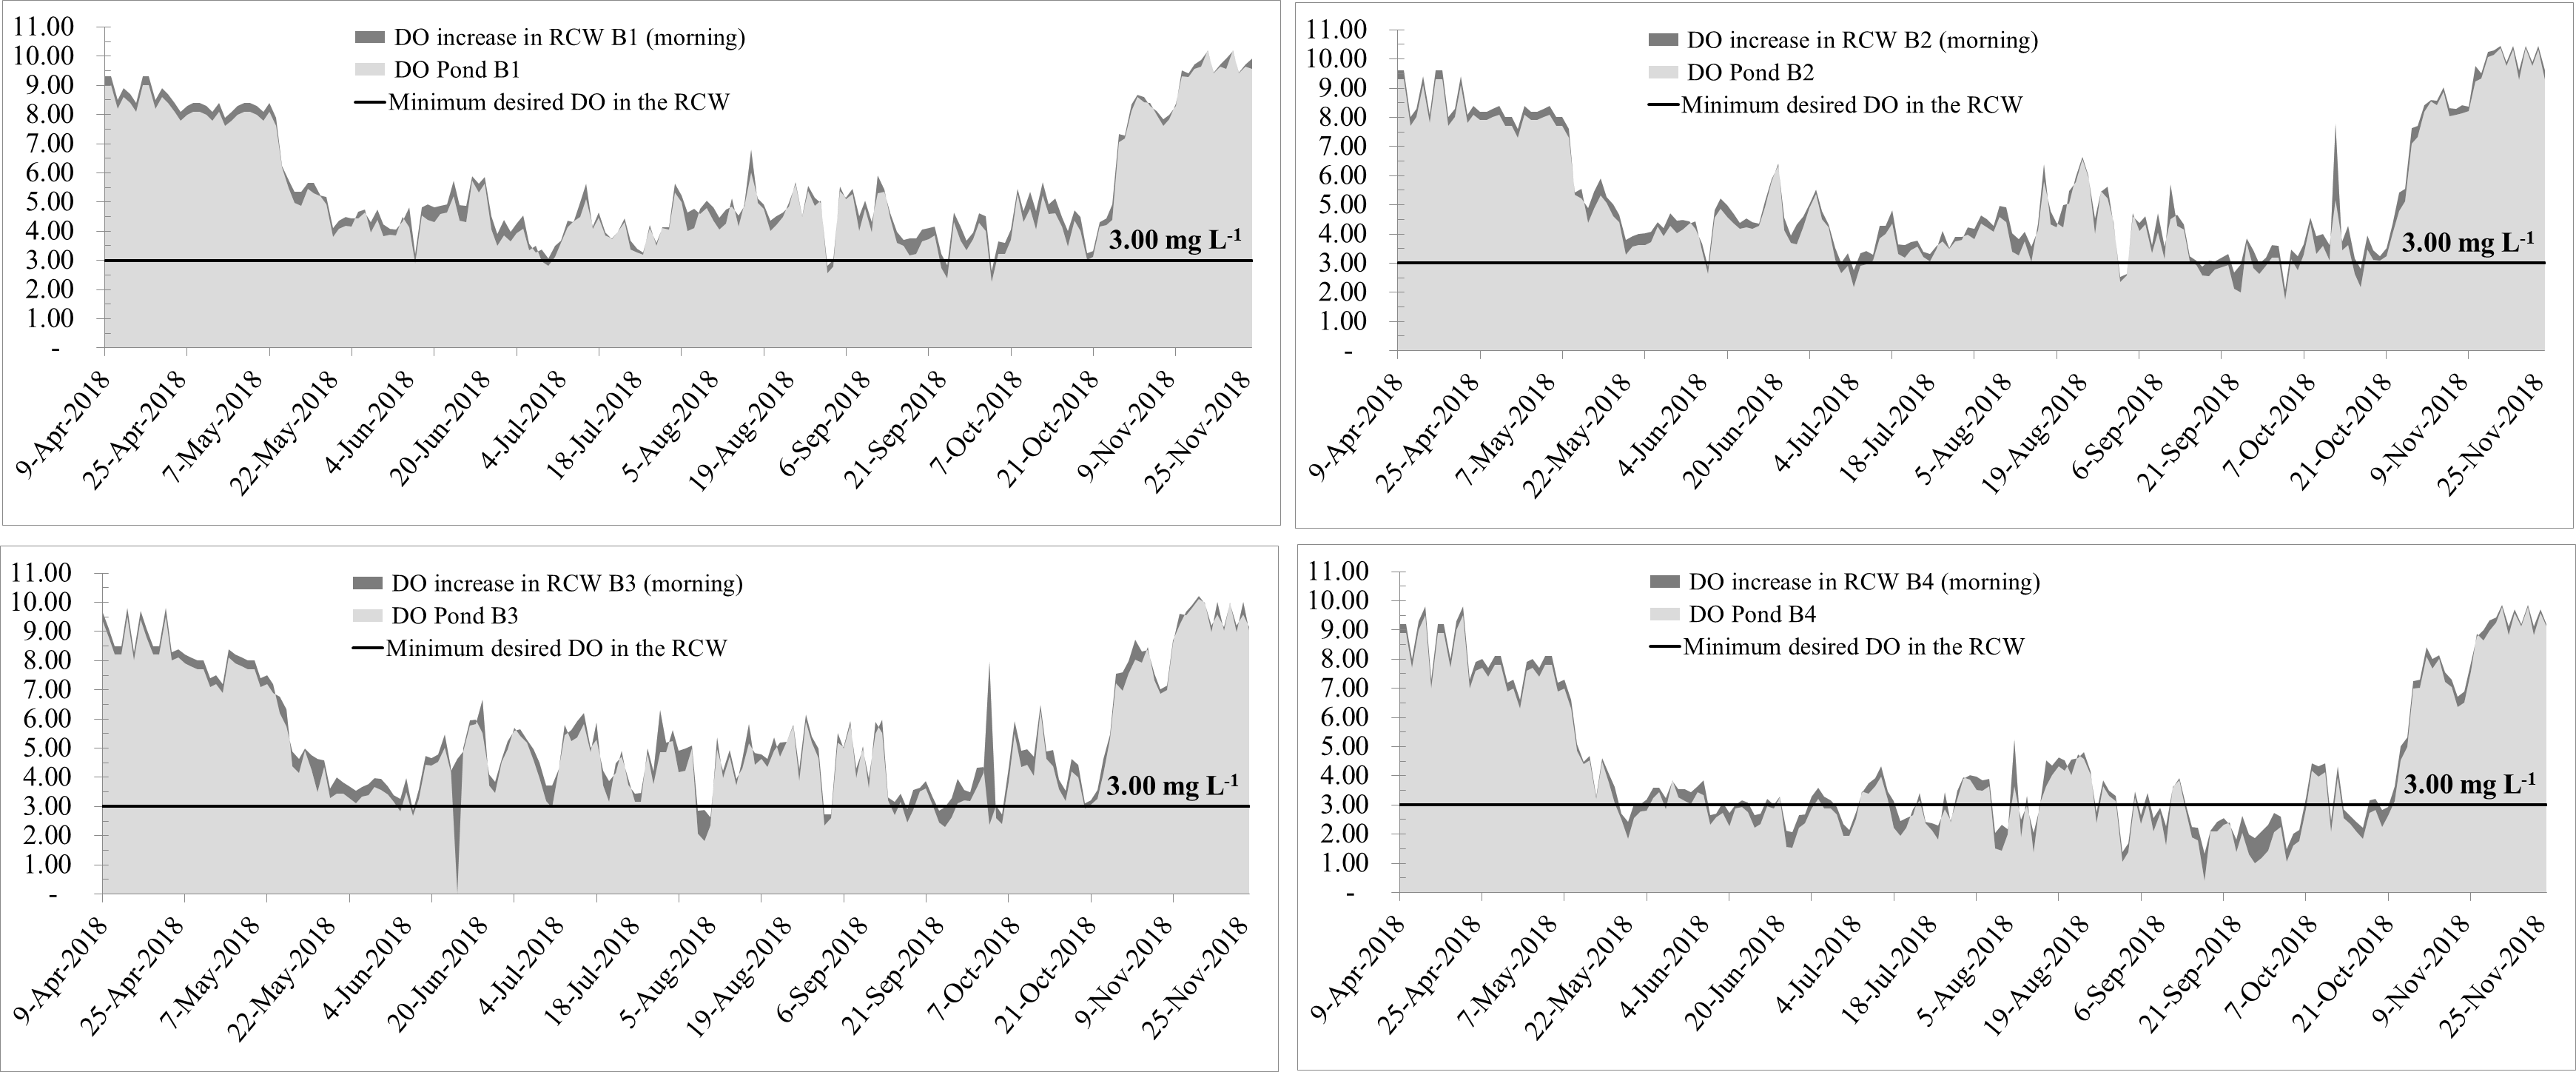 11.00
10.00
9.00
8.00
7.00
6.00
5.00
4.00
3.00
2.00
1.00
-
DO increase in RCW B1 (morning)
DO Pond B1
Minimum desired DO in the RCW
3.00 mg L-1
9-Apr-2018
25-Apr-2018
7-May-2018
22-May-2018
4-Jun-2018
20-Jun-2018
4-Jul-2018
18-Jul-2018
5-Aug-2018
19-Aug-2018
6-Sep-2018
21-Sep-2018
7-Oct-2018
21-Oct-2018
9-Nov-2018
25-Nov-2018
11.00
10.00
9.00
8.00
7.00
6.00
5.00
4.00
3.00
2.00
1.00
-
DO increase in RCW B2 (morning)
DO Pond B2
Minimum desired DO in the RCW
3.00 mg L-1
9-Apr-2018
25-Apr-2018
7-May-2018
22-May-2018
4-Jun-2018
20-Jun-2018
4-Jul-2018
18-Jul-2018
5-Aug-2018
19-Aug-2018
6-Sep-2018
21-Sep-2018
7-Oct-2018
21-Oct-2018
9-Nov-2018
25-Nov-2018
11.00
10.00
9.00
8.00
7.00
6.00
5.00
4.00
3.00
2.00
1.00
-
DO increase in RCW B3 (morning)
DO Pond B3
Minimum desired DO in the RCW
3.00 mg L-1
9-Apr-2018
25-Apr-2018
7-May-2018
22-May-2018
4-Jun-2018
20-Jun-2018
4-Jul-2018
18-Jul-2018
5-Aug-2018
19-Aug-2018
6-Sep-2018
21-Sep-2018
7-Oct-2018
21-Oct-2018
9-Nov-2018
25-Nov-2018
11.00
10.00
9.00
8.00
7.00
6.00
5.00
4.00
3.00
2.00
1.00
-
DO increase in RCW B4 (morning)
DO Pond B4
Minimum desired DO in the RCW
3.00 mg L-1
9-Apr-2018
25-Apr-2018
7-May-2018
22-May-2018
4-Jun-2018
20-Jun-2018
4-Jul-2018
18-Jul-2018
5-Aug-2018
19-Aug-2018
6-Sep-2018
21-Sep-2018
7-Oct-2018
21-Oct-2018
9-Nov-2018
25-Nov-2018